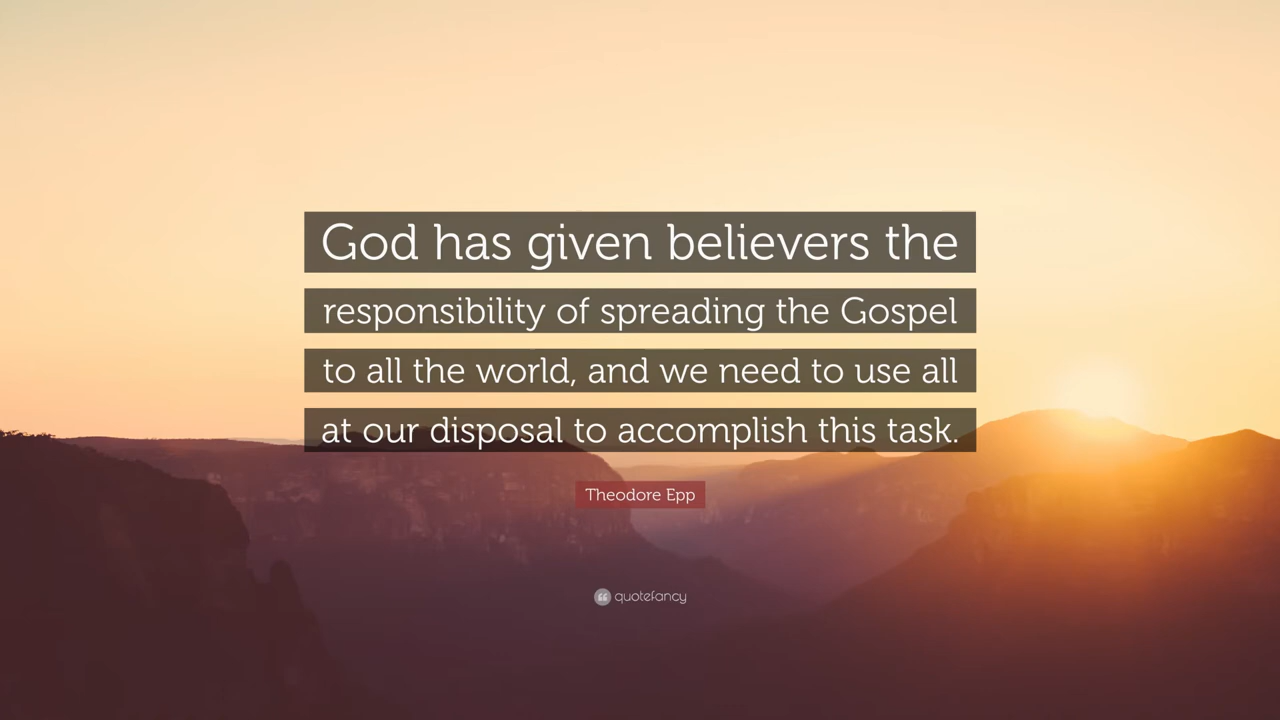 God has given believers the
responsibility of spreading the Gospel
to all the world, and we need to use all
at our disposal to accomplish this task.
Theodore Epp
quotefancy